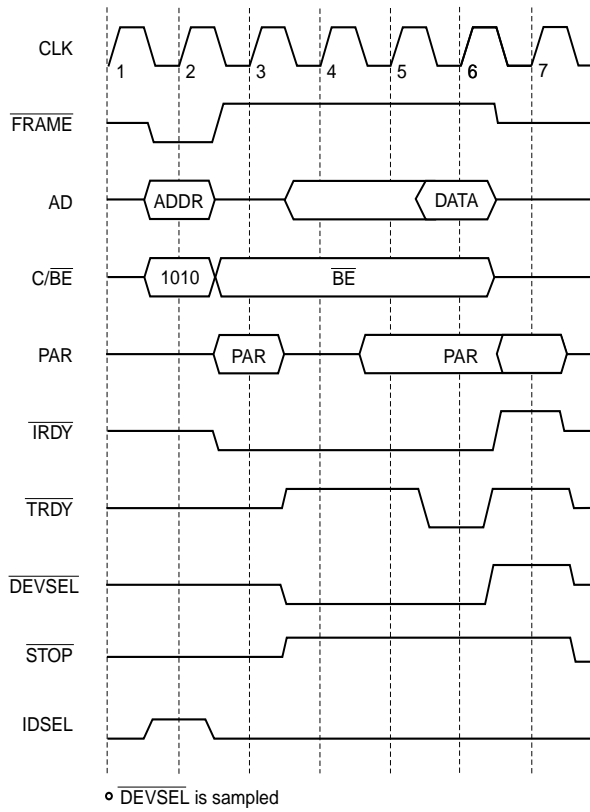 CLK
1 2 3 4 5 6 7
FRAME
AD ADDR DATA
C/BE 1010 BE
PAR PAR PAR
IRDY
TRDY
DEVSEL
STOP
IDSEL
DEVSEL is sampled